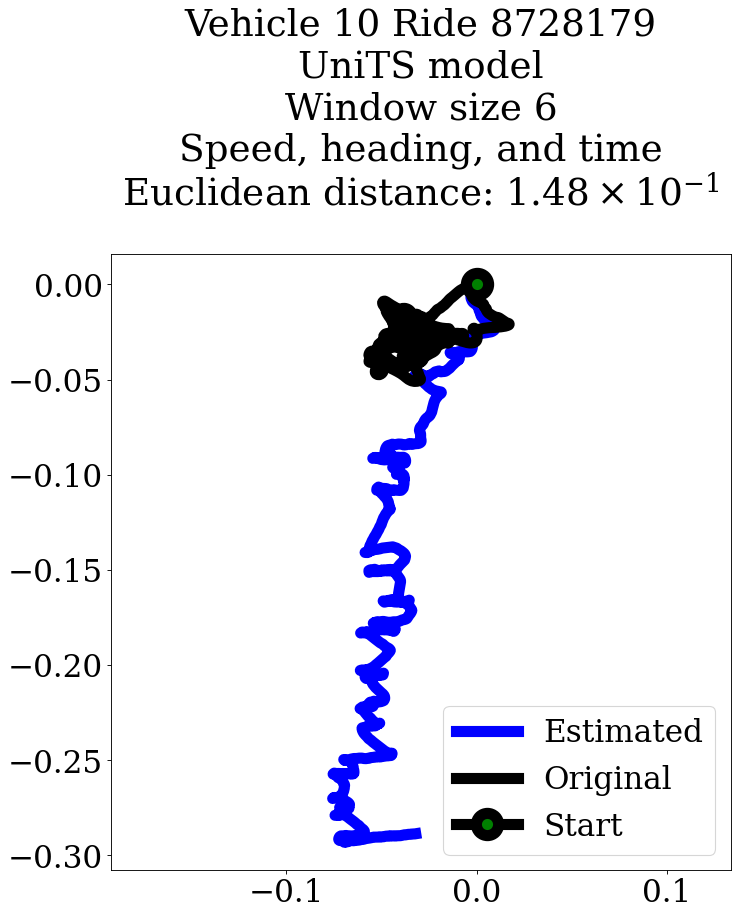 Vehicle 10 Ride 8728179
UniTS model
Window size 6
Speed, heading, and time
Euclidean distance: 1.48 × 10⁻¹
0.00
−0.05
−0.10
−0.15
−0.20
−0.25
−0.30
−0.1
0.0
0.1
Estimated
Original
Start